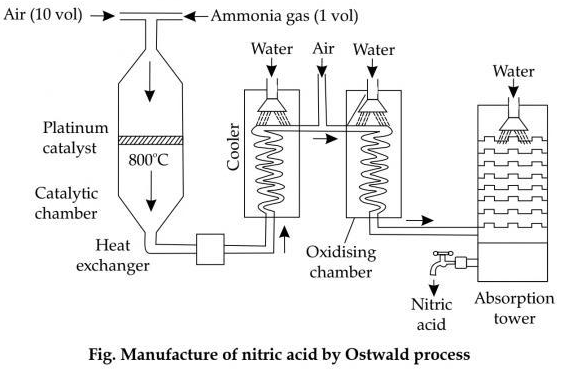 Air (10 vol)
Ammonia gas (1 vol)
Water
Air
Water
Water
Platinum
catalyst
800°C
Cooler
Catalytic
chamber
Heat
exchanger
Oxidising
chamber
Nitric
acid
Absorption
tower
Fig. Manufacture of nitric acid by Ostwald process